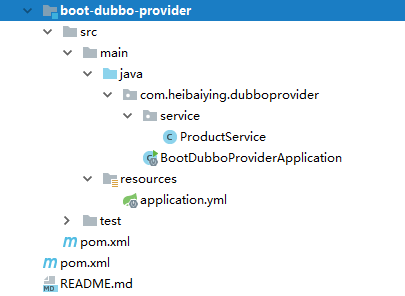 boot-dubbo-provider
src
main
java
com.heibaiying.dubboprovider
service
ProductService
BootDubboProviderApplication
resources
application.yml
test
pom.xml
pom.xml
README.md